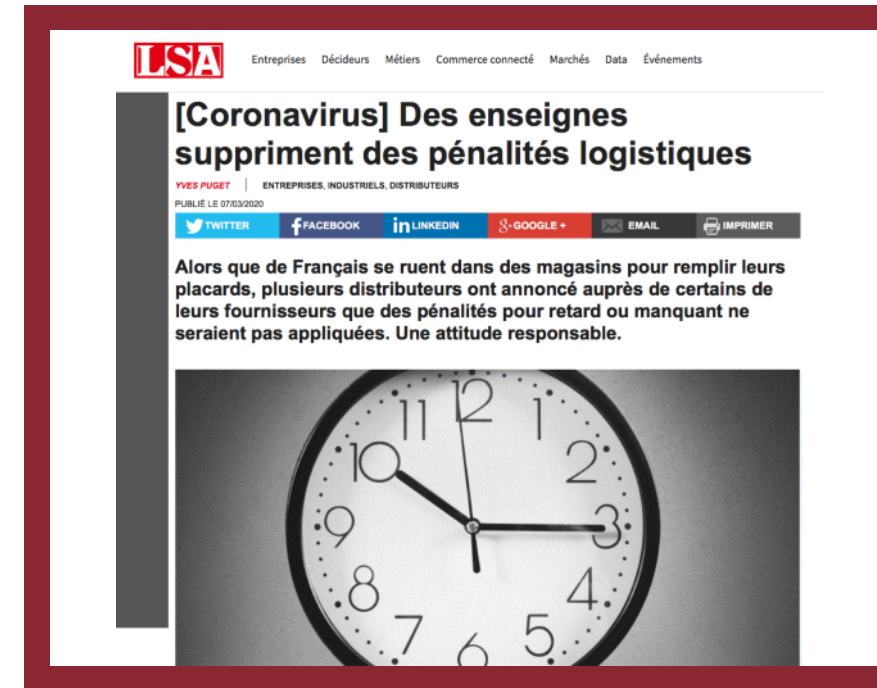 LSA Entreprises Décideurs Métiers Commerce connecté Marchés Data Événements
[Coronavirus] Des enseignes
suppriment des pénalités logistiques
YVES PUGET | ENTREPRISES, INDUSTRIELS, DISTRIBUTEURS
PUBLIÉ LE 07/03/2020
TWITTER FACEBOOK in LINKEDIN g+ GOOGLE + EMAIL IMPRIMER
Alors que de Français se ruent dans des magasins pour remplir leurs
placards, plusieurs distributeurs ont annoncé auprès de certains de
leurs fournisseurs que des pénalités pour retard ou manquant ne
seraient pas appliquées. Une attitude responsable.
11 12 1
10 2
9 3
8 4
7 6 5